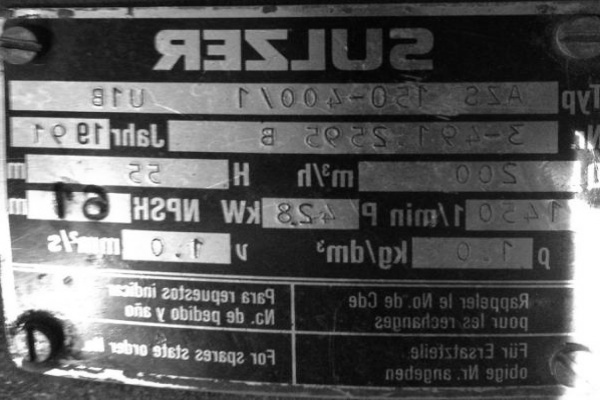 SULZER
Typ AZS 150-400/1 U1B
Nr. 3-491.2595 B Jahr 1991
200 m³/h H 55 m
1450 1/min P 42.8 kW NPSH m
ρ 1.0 kg/dm³ ν 1.0 mm²/s
Rappeler le No. de Cde
pour les rechanges
Para repuestos indicar
No. de pedido y año
Für Ersatzteile
obige Nr. angeben
For spares state order No.